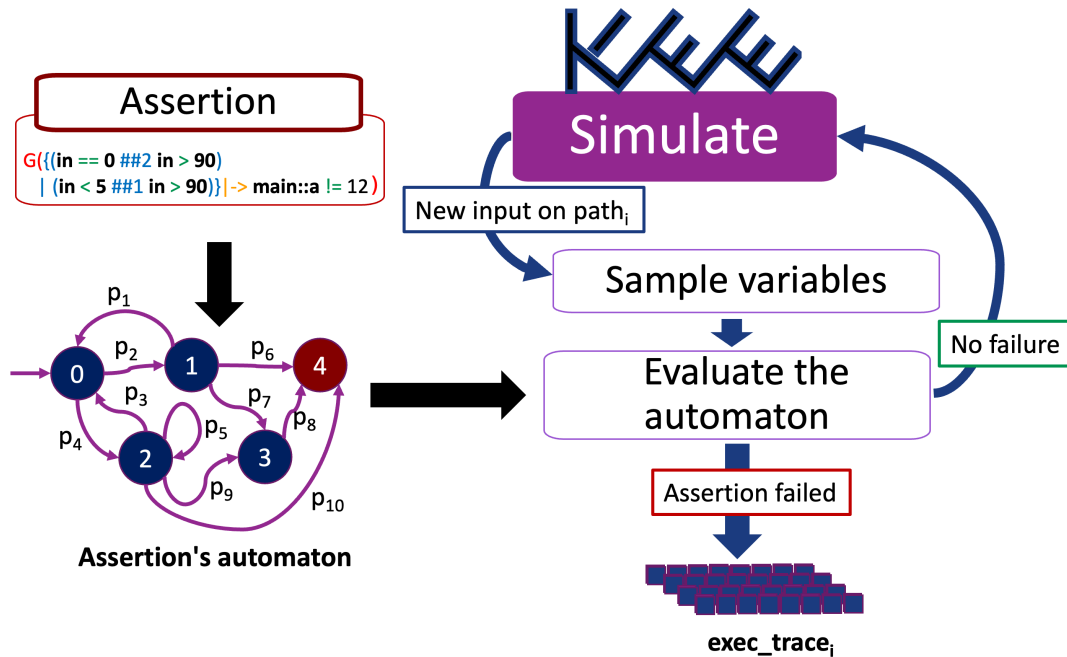 KLEE
Assertion
Simulate
G({(in == 0 ##2 in > 90)
| (in < 5 ##1 in > 90)}|-> main::a != 12)
New input on pathᵢ
Sample variables
p₁
p₂
p₆
0
1
4
No failure
Evaluate the
automaton
p₃
p₇
p₈
p₄
p₅
2
3
p₉
p₁₀
Assertion failed
Assertion's automaton
exec_traceᵢ